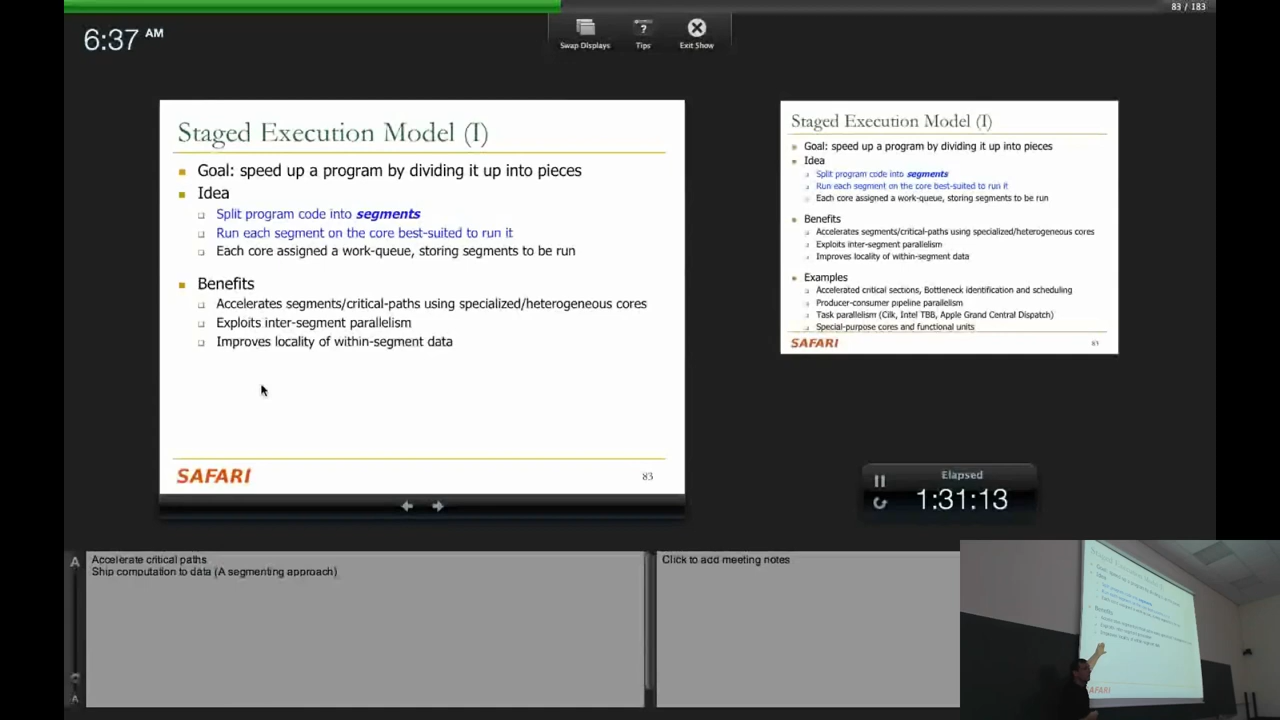 83 / 183
6:37 AM
Swap Displays
?
Tips
Exit Show
Staged Execution Model (I)
Goal: speed up a program by dividing it up into pieces
Idea
Split program code into segments
Run each segment on the core best-suited to run it
Each core assigned a work-queue, storing segments to be run
Benefits
Accelerates segments/critical-paths using specialized/heterogeneous cores
Exploits inter-segment parallelism
Improves locality of within-segment data
SAFARI
83
Staged Execution Model (I)
Goal: speed up a program by dividing it up into pieces
Idea
Split program code into segments
Run each segment on the core best-suited to run it
Each core assigned a work-queue, storing segments to be run
Benefits
Accelerates segments/critical-paths using specialized/heterogeneous cores
Exploits inter-segment parallelism
Improves locality of within-segment data
Examples
Accelerated critical sections, Bottleneck identification and scheduling
Producer-consumer pipeline parallelism
Task parallelism (Cilk, Intel TBB, Apple Grand Central Dispatch)
Special-purpose cores and functional units
SAFARI
83
Elapsed
1:31:13
A
Accelerate critical paths
Ship computation to data (A segmenting approach)
A
Click to add meeting notes
Staged Execution Model (I)
SAFARI